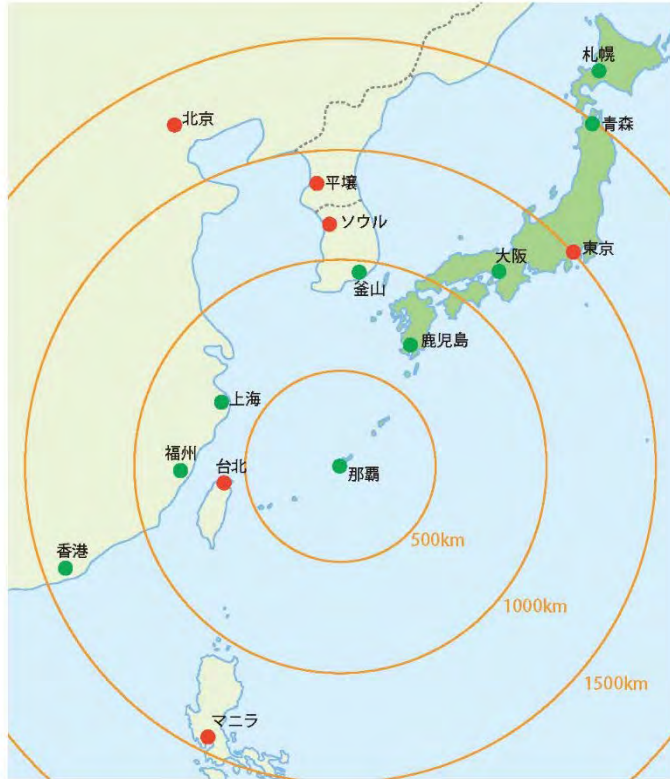 札幌
北京
青森
平壌
ソウル
大阪
東京
釜山
鹿児島
上海
福州
台北
那覇
500km
香港
1000km
1500km
マニラ